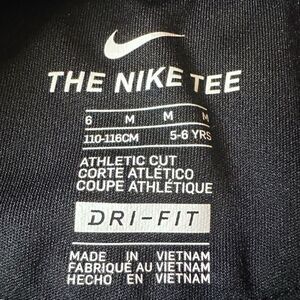 THE NIKE TEE
6 M M M
110-116CM 5-6 YRS
ATHLETIC CUT
CORTE ATLÉTICO
COUPE ATHLÉTIQUE
DRI-FIT
MADE IN VIETNAM
FABRIQUÉ AU VIETNAM
HECHO EN VIETNAM